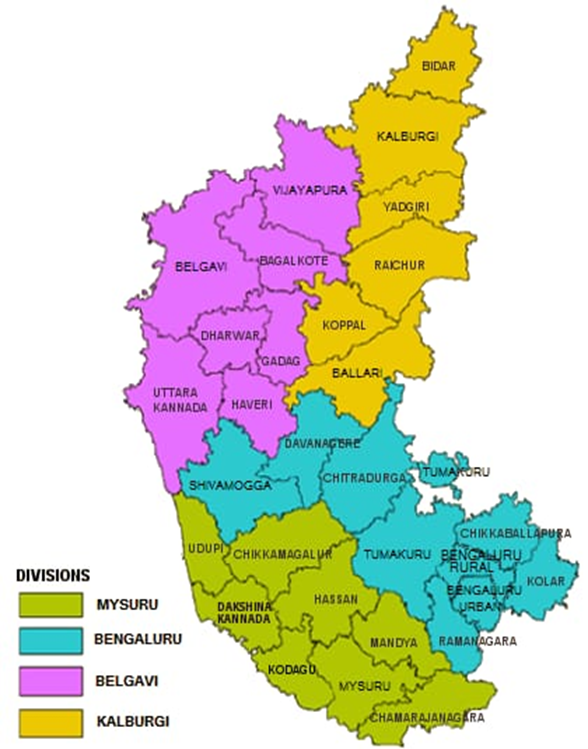 BIDAR
KALBURGI
VIJAYAPURA
YADGIRI
BAGALKOTE
RAICHUR
BELGAVI
KOPPAL
DHARWAR
GADAG
BALLARI
UTTARA
KANNADA
HAVERI
DAVANAGERE
TUMAKURU
CHITRADURGA
SHIVAMOGGA
CHIKKABALLAPURA
UDUPI
CHIKKAMAGALUR
TUMAKURU
BENGALURU
RURAL
KOLAR
BENGALURU
URBAN
DAKSHINA
KANNADA
HASSAN
MANDYA
RAMANAGARA
KODAGU
MYSURU
CHAMARAJANAGARA
DIVISIONS
MYSURU
BENGALURU
BELGAVI
KALBURGI